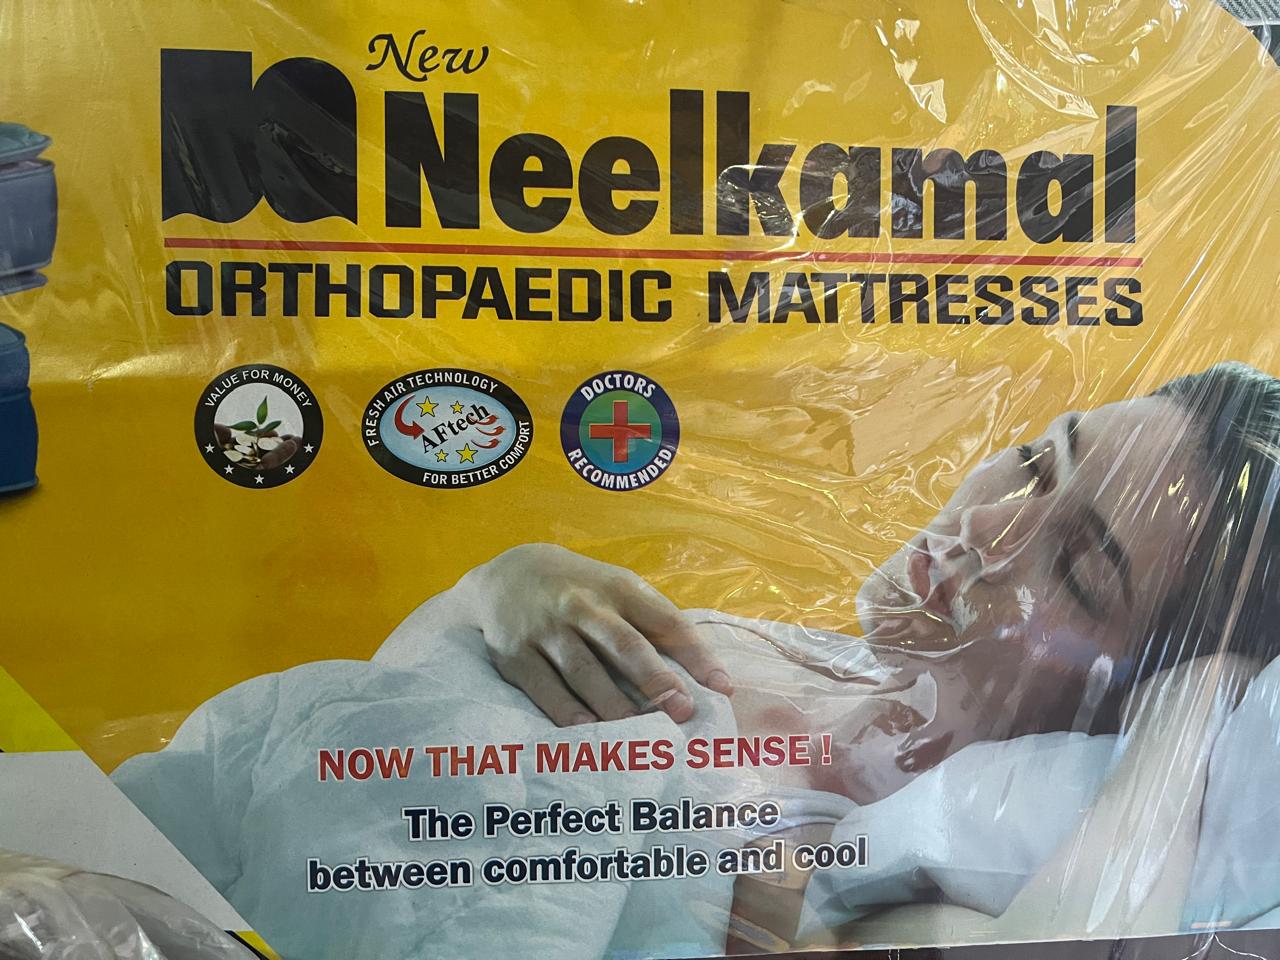 New
Neelkamal
ORTHOPAEDIC MATTRESSES
VALUE FOR MONEY
FRESH AIR TECHNOLOGY
AFtech
FOR BETTER COMFORT
DOCTORS
RECOMMENDED
NOW THAT MAKES SENSE !
The Perfect Balance
between comfortable and cool